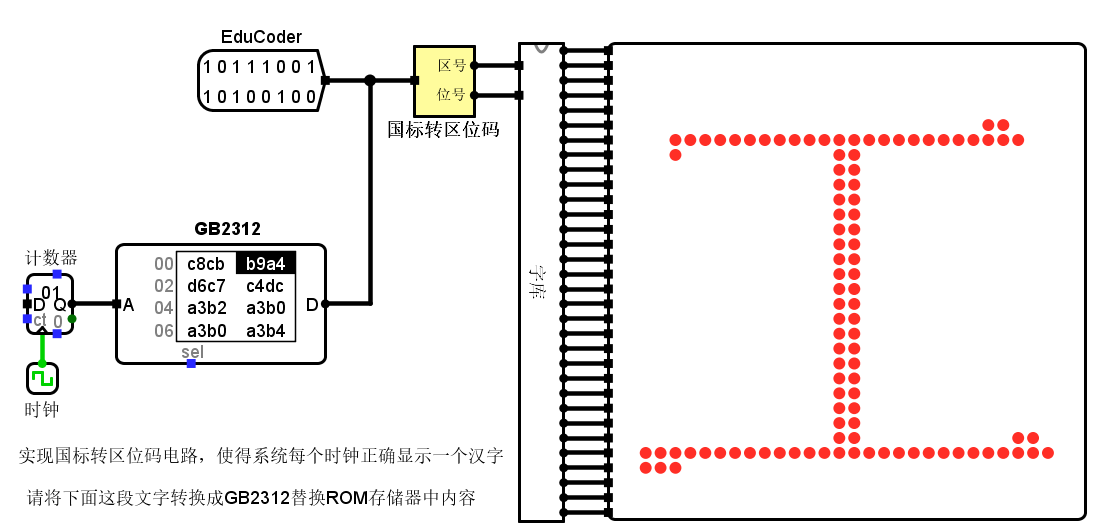 EduCoder
10111001
10100100
区号
位号
国标转区位码
GB2312
00 c8cb b9a4
02 d6c7 c4dc
04 a3b2 a3b0
06 a3b0 a3b4
A
D
sel
计数器
01
D Q
ct 0
时钟
字库
工
实现国标转区位码电路，使得系统每个时钟正确显示一个汉字
请将下面这段文字转换成GB2312替换ROM存储器中内容